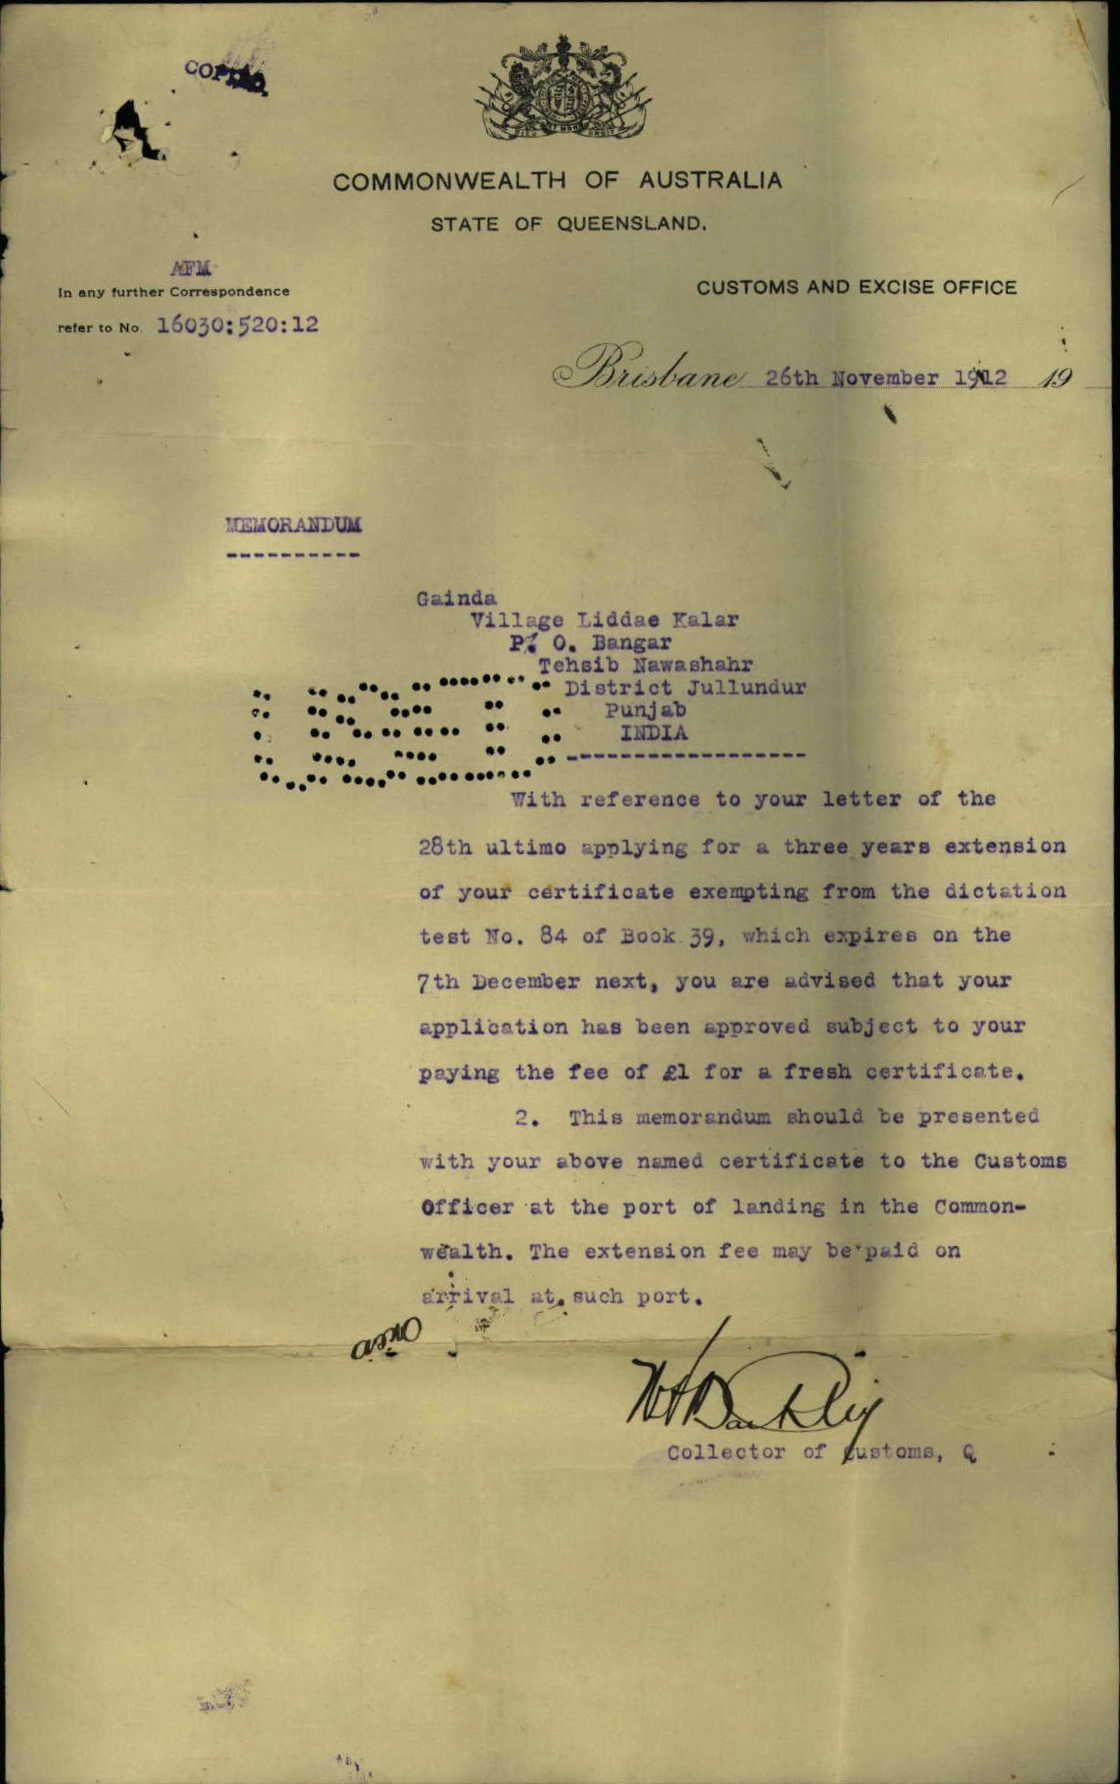 COPIED.
COMMONWEALTH OF AUSTRALIA
STATE OF QUEENSLAND.
AFM
In any further Correspondence
refer to No. 16030:520:12
CUSTOMS AND EXCISE OFFICE
Brisbane 26th November 1912 19
MEMORANDUM
Gainda
Village Liddae Kalar
P. O. Bangar
Tehsib Nawashahr
District Jullundur
Punjab
INDIA
USED
With reference to your letter of the
28th ultimo applying for a three years extension
of your certificate exempting from the dictation
test No. 84 of Book 39, which expires on the
7th December next, you are advised that your
application has been approved subject to your
paying the fee of £1 for a fresh certificate.
2. This memorandum should be presented
with your above named certificate to the Customs
Officer at the port of landing in the Common-
wealth. The extension fee may be paid on
arrival at such port.
Collector of Customs, Q